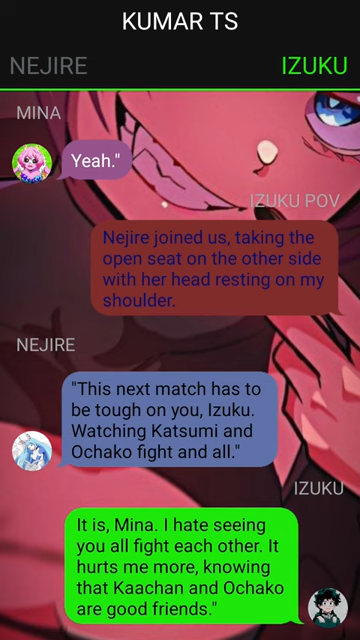 KUMAR TS
NEJIRE
IZUKU
MINA
Yeah."
IZUKU POV
Nejire joined us, taking the
open seat on the other side
with her head resting on my
shoulder.
NEJIRE
"This next match has to
be tough on you, Izuku.
Watching Katsumi and
Ochako fight and all."
IZUKU
It is, Mina. I hate seeing
you all fight each other. It
hurts me more, knowing
that Kaachan and Ochako
are good friends."